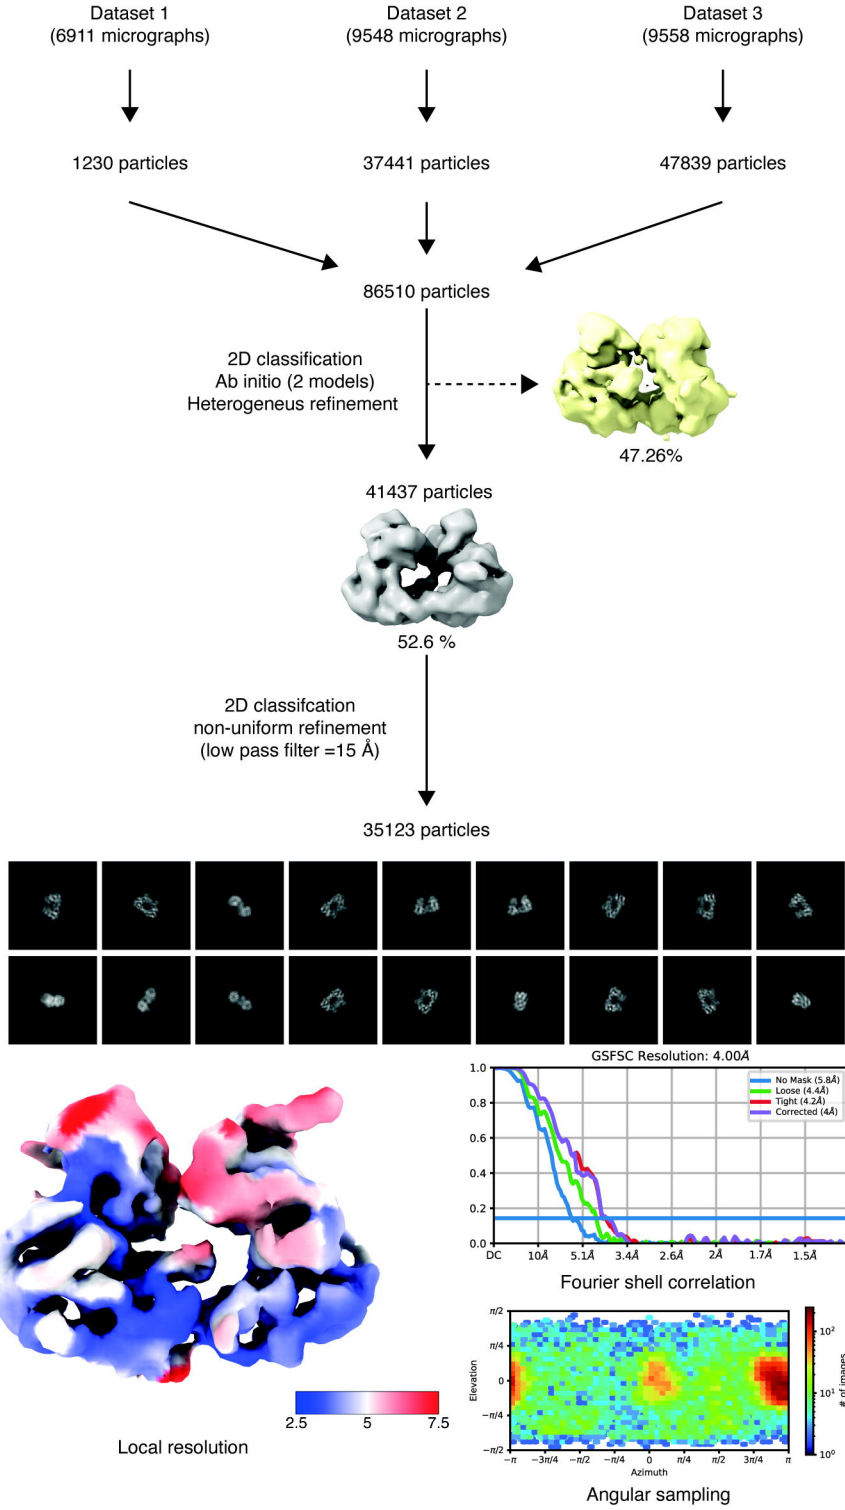 Dataset 1
(6911 micrographs)
Dataset 2
(9548 micrographs)
Dataset 3
(9558 micrographs)
1230 particles
37441 particles
47839 particles
86510 particles
2D classification
Ab initio (2 models)
Heterogeneus refinement
47.26%
41437 particles
52.6 %
2D classifcation
non-uniform refinement
(low pass filter =15 Å)
35123 particles
GSFSC Resolution: 4.00Å
1.0
0.8
0.6
0.4
0.2
0.0
No Mask (5.8Å)
Loose (4.4Å)
Tight (4.2Å)
Corrected (4Å)
DC
10Å
5.1Å
3.4Å
2.6Å
2Å
1.7Å
1.5Å
Fourier shell correlation
2.5
5
7.5
Local resolution
Elevation
π/2
π/4
0
−π/4
−π/2
−π
−3π/4
−π/2
−π/4
0
π/4
π/2
3π/4
π
Azimuth
10²
10¹
10⁰
# of images
Angular sampling